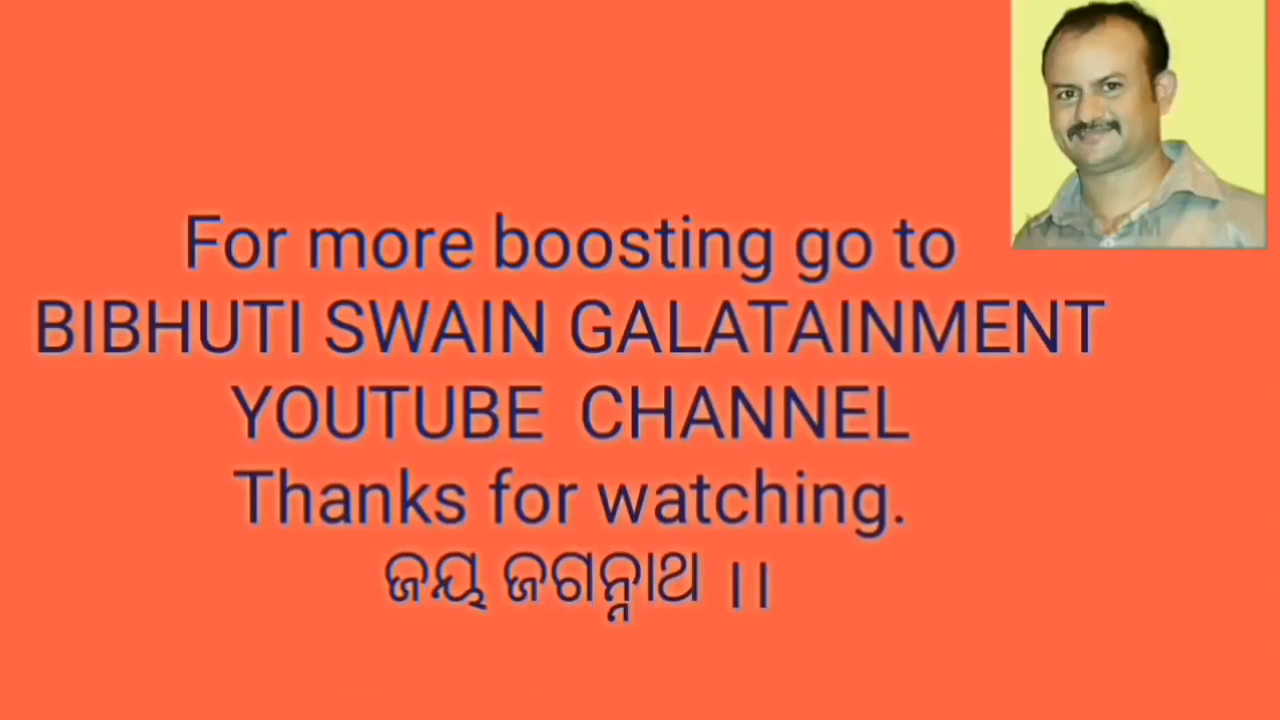 For more boosting go to
BIBHUTI SWAIN GALATAINMENT
YOUTUBE CHANNEL
Thanks for watching.
ଜୟ ଜଗନ୍ନାଥ ।।